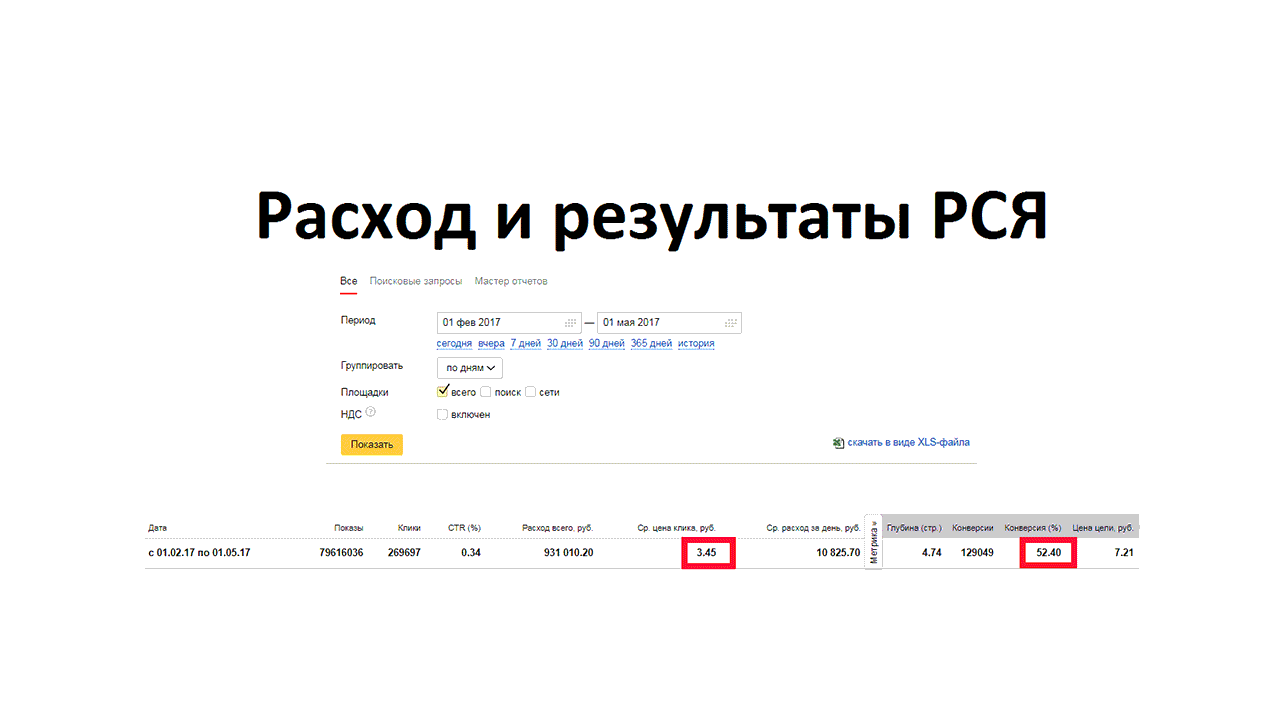 Расход и результаты РСЯ
Все Поисковые запросы Мастер отчетов
Период 01 фев 2017 — 01 мая 2017
сегодня вчера 7 дней 30 дней 90 дней 365 дней история
Группировать по дням
Площадки всего поиск сети
НДС ? включен
Показать скачать в виде XLS-файла
Дата Показы Клики CTR (%) Расход всего, руб. Ср. цена клика, руб. Ср. расход за день, руб. Метрика » Глубина (стр.) Конверсии Конверсия (%) Цена цели, руб.
с 01.02.17 по 01.05.17 79616036 269697 0.34 931 010.20 3.45 10 825.70 4.74 129049 52.40 7.21